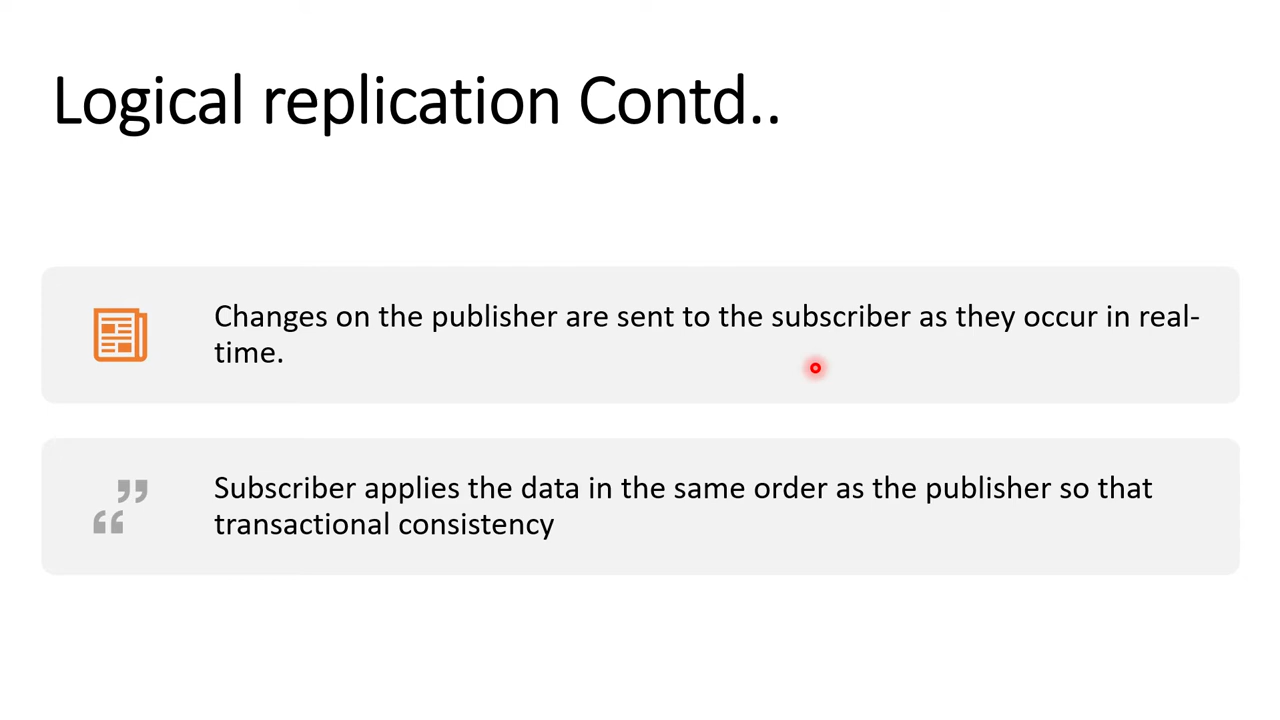 Logical replication Contd..
Changes on the publisher are sent to the subscriber as they occur in real-
time.
Subscriber applies the data in the same order as the publisher so that
transactional consistency